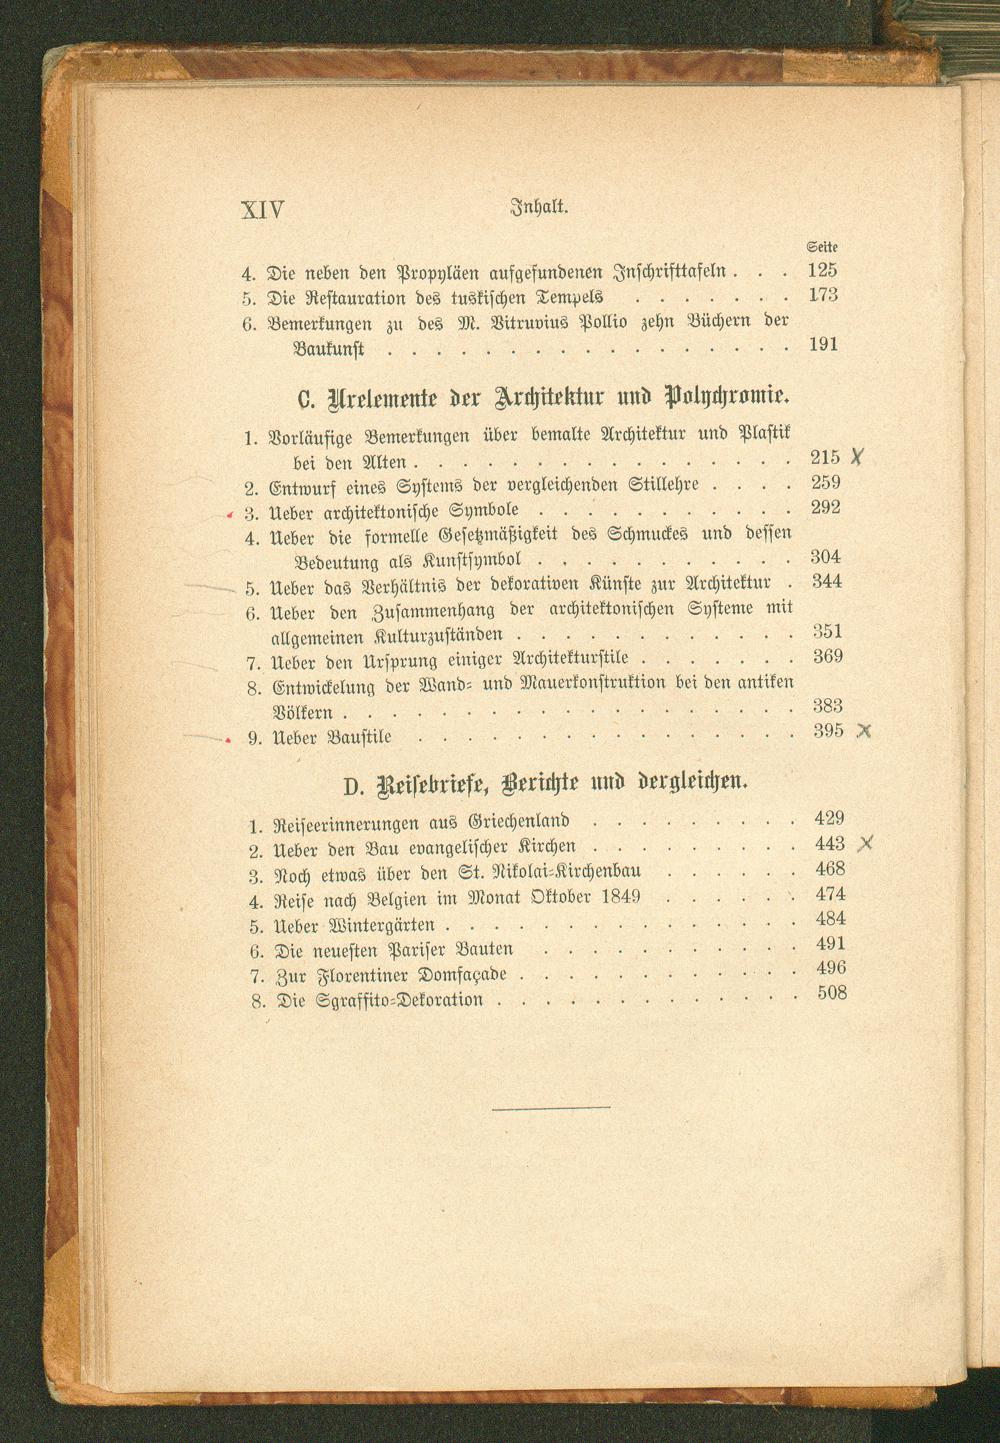 XIV Inhalt.
Seite
4. Die neben den Propyläen aufgefundenen Inschrifttafeln . . . 125
5. Die Restauration des tuskischen Tempels . . . . . . . 173
6. Bemerkungen zu des M. Vitruvius Pollio zehn Büchern der
Baukunst . . . . . . . . . . . . . . . . . 191
C. Urelemente der Architektur und Polychromie.
1. Vorläufige Bemerkungen über bemalte Architektur und Plastik
bei den Alten . . . . . . . . . . . . . . . . 215 X
2. Entwurf eines Systems der vergleichenden Stillehre . . . . 259
3. Ueber architektonische Symbole . . . . . . . . . . . 292
4. Ueber die formelle Gesetzmäßigkeit des Schmuckes und dessen
Bedeutung als Kunstsymbol . . . . . . . . . . . 304
5. Ueber das Verhältnis der dekorativen Künste zur Architektur . 344
6. Ueber den Zusammenhang der architektonischen Systeme mit
allgemeinen Kulturzuständen . . . . . . . . . . . . 351
7. Ueber den Ursprung einiger Architekturstile . . . . . . . 369
8. Entwickelung der Wand- und Mauerkonstruktion bei den antiken
Völkern . . . . . . . . . . . . . . . . . . . 383
9. Ueber Baustile . . . . . . . . . . . . . . . . 395 X
D. Reisebriefe, Berichte und dergleichen.
1. Reiseerinnerungen aus Griechenland . . . . . . . . . 429
2. Ueber den Bau evangelischer Kirchen . . . . . . . . . 443 X
3. Noch etwas über den St. Nikolai-Kirchenbau . . . . . . 468
4. Reise nach Belgien im Monat Oktober 1849 . . . . . . 474
5. Ueber Wintergärten . . . . . . . . . . . . . . . 484
6. Die neuesten Pariser Bauten . . . . . . . . . . . 491
7. Zur Florentiner Domfaçade . . . . . . . . . . . . 496
8. Die Sgraffito-Dekoration . . . . . . . . . . . . . 508